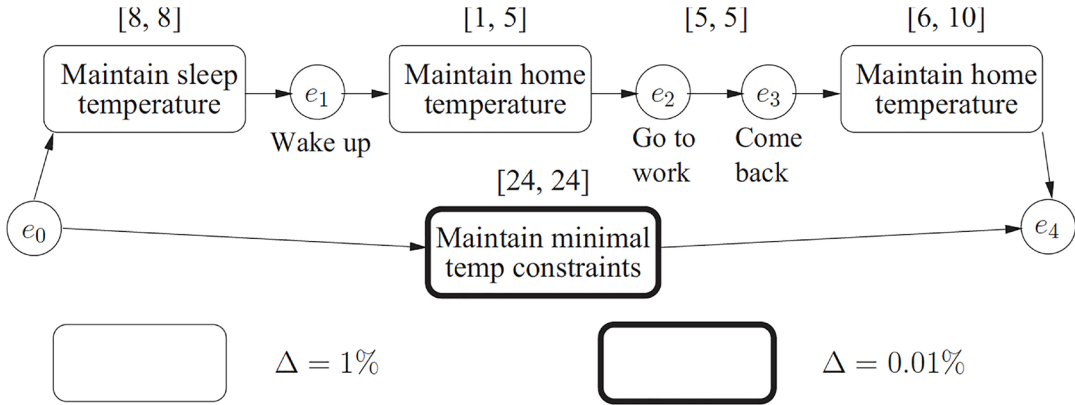 [8, 8] [1, 5] [5, 5] [6, 10]
Maintain sleep
temperature
e1
Wake up
Maintain home
temperature
e2
Go to
work
e3
Come
back
Maintain home
temperature
e0
[24, 24]
Maintain minimal
temp constraints
e4
Δ = 1%
Δ = 0.01%